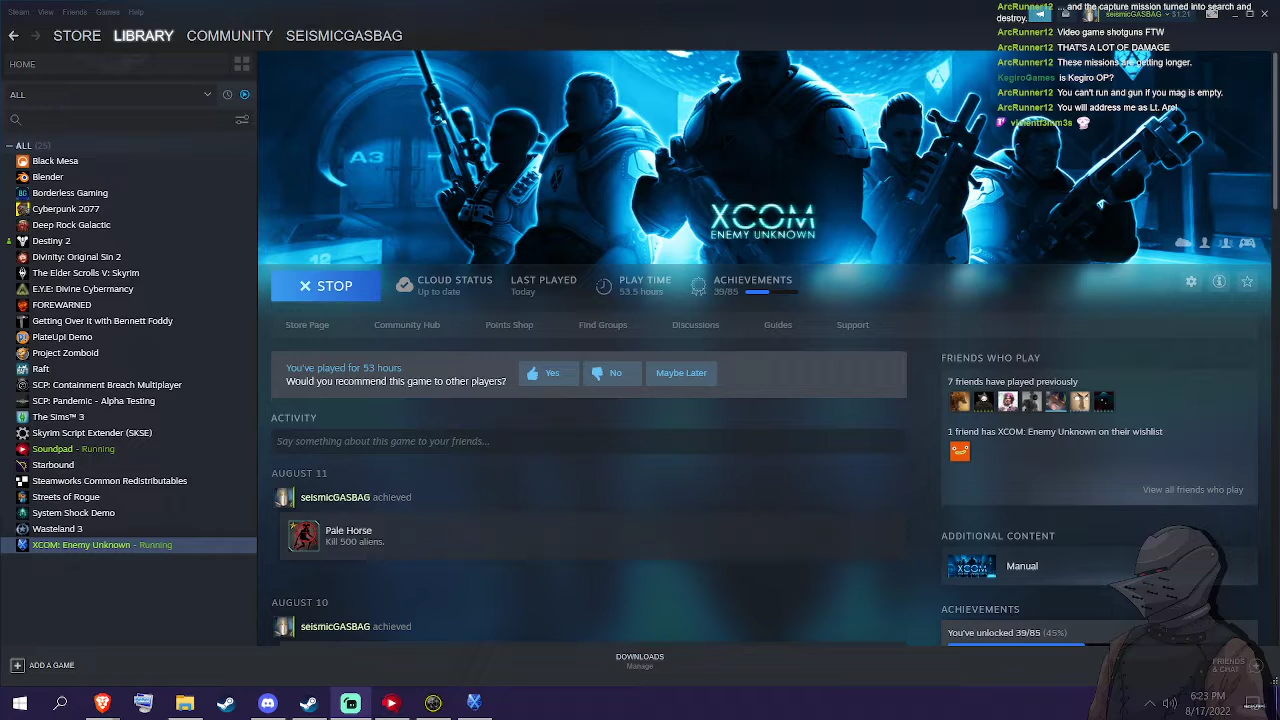 Steam View Friends Games Help
STORE LIBRARY COMMUNITY SEISMICGASBAG
seismicGASBAG $1.21
ArcRunner12 ... and the capture mission turned into search and
destroy.
ArcRunner12 Video game shotguns FTW
ArcRunner12 THAT'S A LOT OF DAMAGE
ArcRunner12 These missions are getting longer.
KegiroGames is Kegiro OP?
ArcRunner12 You can't run and gun if you mag is empty.
ArcRunner12 You will address me as Lt. Arc!
HOME
ALL
ALL (25)
Black Mesa
Blender
Borderless Gaming
Cyberpunk 2077
Deep Rock Galactic
Destiny 2
Divinity: Original Sin 2
The Elder Scrolls V: Skyrim
E.Y.E: Divine Cybermancy
FOREWARNED
Getting Over It with Bennett Foddy
PlateUp! Demo
Project Zomboid
Raft
SCP: Containment Breach Multiplayer
SCP: Pandemic - Alpha Testing
The Sims™ 3
Skyrim Script Extender (SKSE)
Soundpad - Running
Starbound
Steamworks Common Redistributables
Streets of Rogue
System Shock Demo
Wasteland 3
XCOM: Enemy Unknown - Running
A3
XCOM
ENEMY UNKNOWN
STOP
CLOUD STATUS
Up to date
LAST PLAYED
Today
PLAY TIME
53.5 hours
ACHIEVEMENTS
39/85
Store Page Community Hub Points Shop Find Groups Discussions Guides Support
You've played for 53 hours
Would you recommend this game to other players?
Yes
No
Maybe Later
ACTIVITY
Say something about this game to your friends...
AUGUST 11
seismicGASBAG achieved
Pale Horse
Kill 500 aliens.
AUGUST 10
seismicGASBAG achieved
FRIENDS WHO PLAY
7 friends have played previously
1 friend has XCOM: Enemy Unknown on their wishlist
View all friends who play
ADDITIONAL CONTENT
XCOM
Manual
ACHIEVEMENTS
You've unlocked 39/85 (45%)
ADD A GAME
DOWNLOADS
Manage
FRIENDS
& CHAT
6:23 PM
8/17/2022